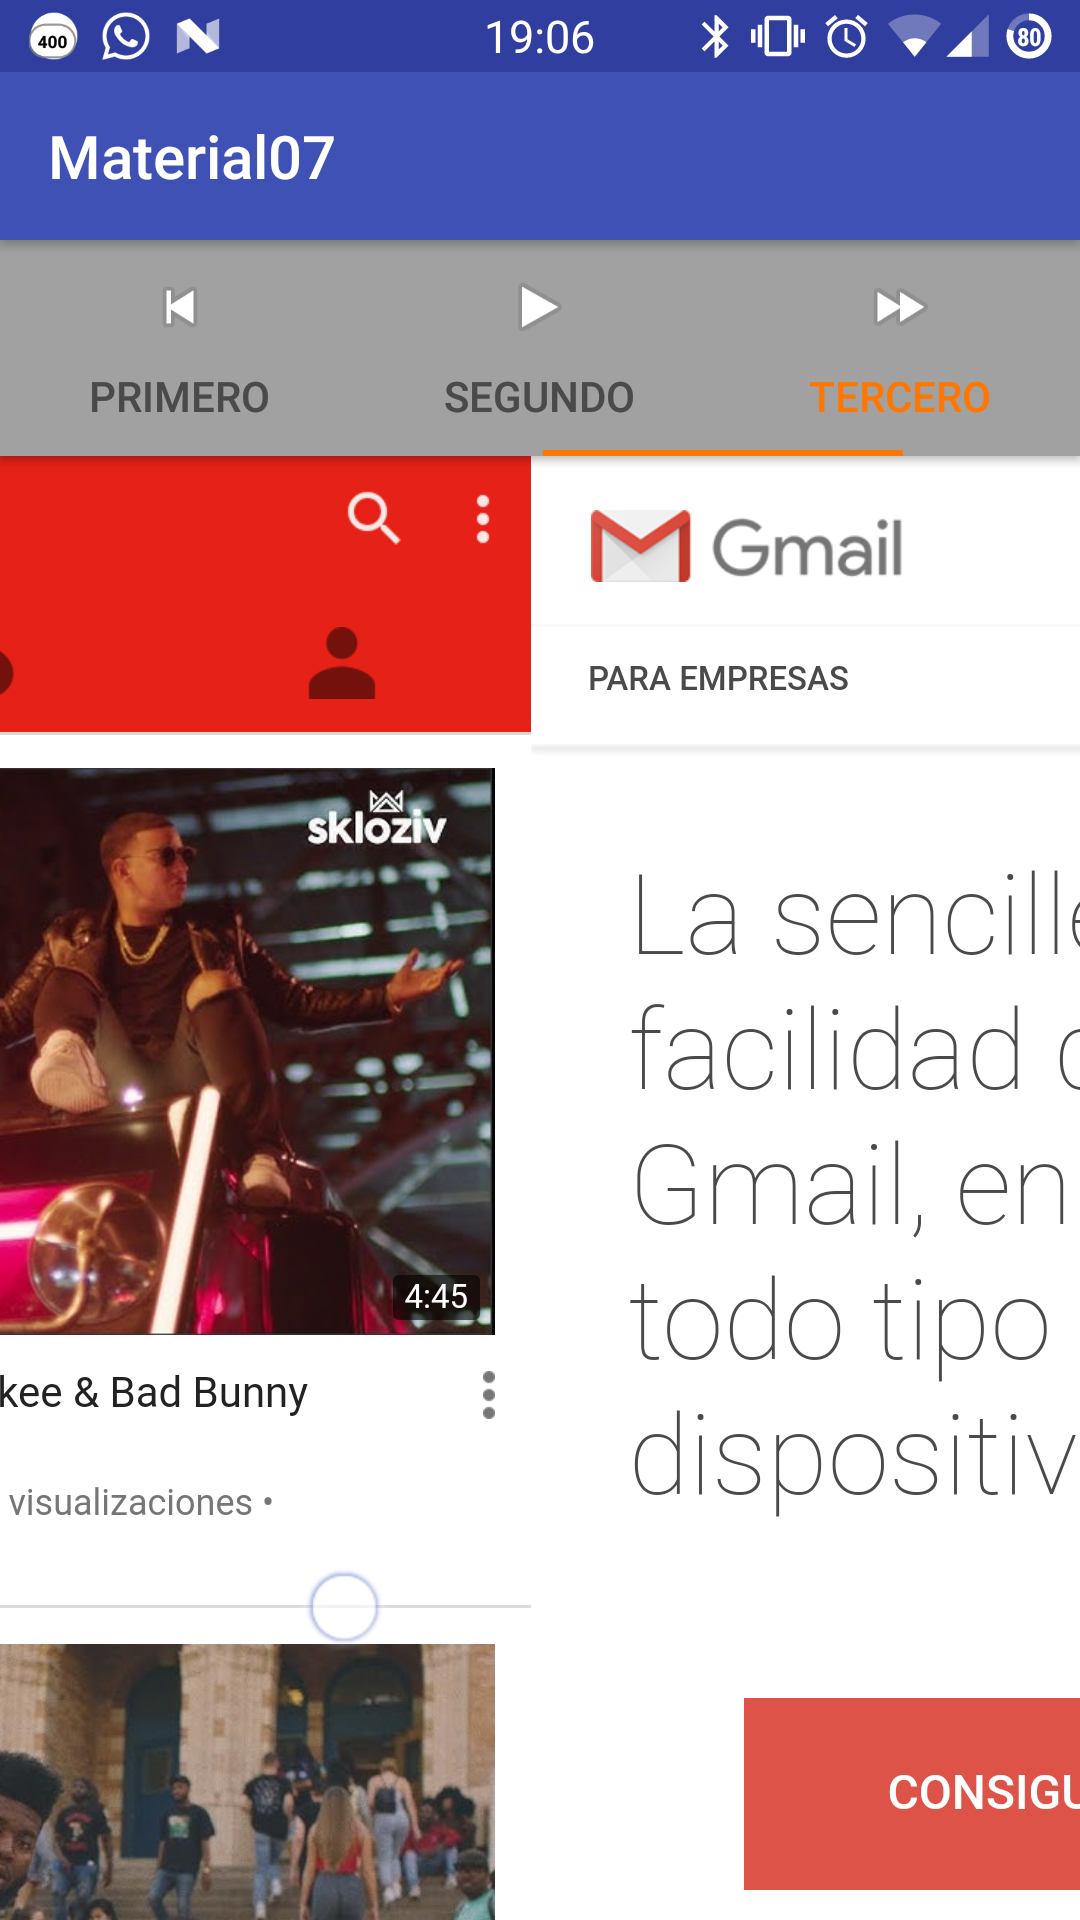 400
19:06
80
Material07
PRIMERO
SEGUNDO
TERCERO
Gmail
PARA EMPRESAS
skloziv
La sencille
facilidad
Gmail, en
todo tipo
dispositiv
4:45
kee & Bad Bunny
visualizaciones •
CONSIGU